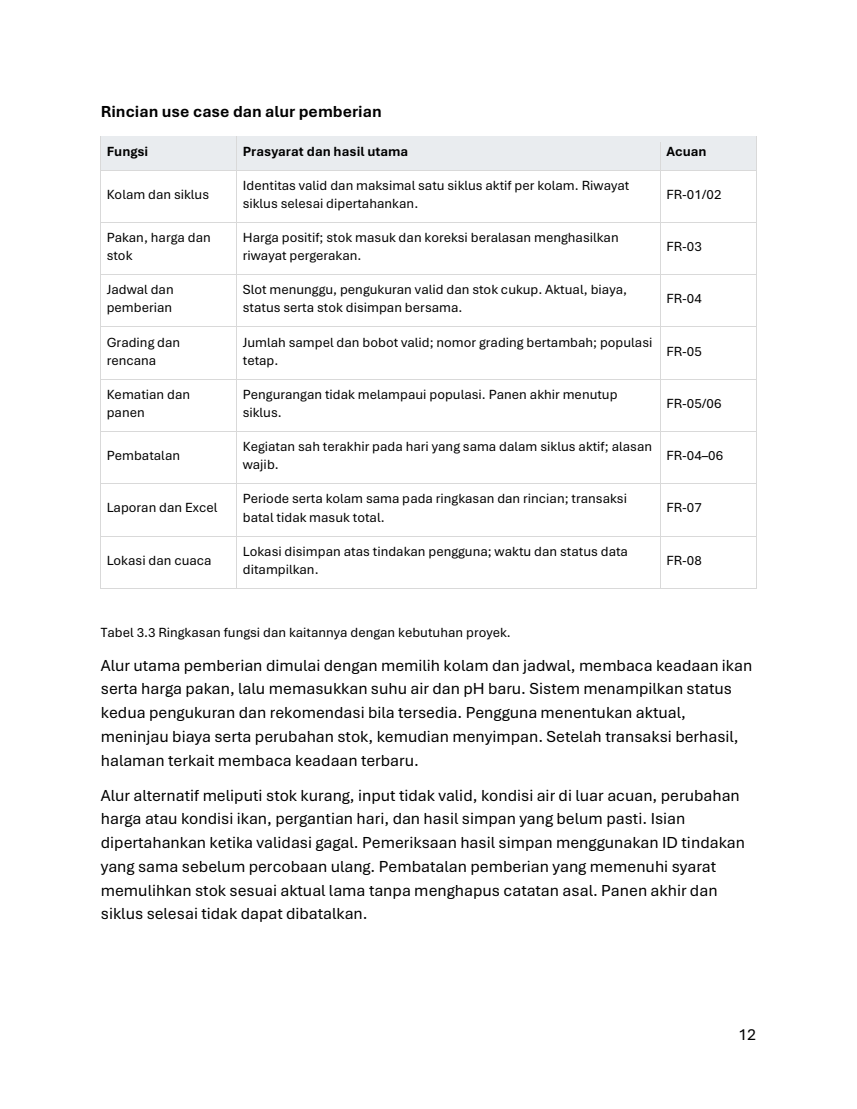 Rincian use case dan alur pemberian
Fungsi
Prasyarat dan hasil utama
Acuan
Kolam dan siklus
Identitas valid dan maksimal satu siklus aktif per kolam. Riwayat
siklus selesai dipertahankan.
FR-01/02
Pakan, harga dan
stok
Harga positif; stok masuk dan koreksi beralasan menghasilkan
riwayat pergerakan.
FR-03
Jadwal dan
pemberian
Slot menunggu, pengukuran valid dan stok cukup. Aktual, biaya,
status serta stok disimpan bersama.
FR-04
Grading dan
rencana
Jumlah sampel dan bobot valid; nomor grading bertambah; populasi
tetap.
FR-05
Kematian dan
panen
Pengurangan tidak melampaui populasi. Panen akhir menutup
siklus.
FR-05/06
Pembatalan
Kegiatan sah terakhir pada hari yang sama dalam siklus aktif; alasan
wajib.
FR-04–06
Laporan dan Excel
Periode serta kolam sama pada ringkasan dan rincian; transaksi
batal tidak masuk total.
FR-07
Lokasi dan cuaca
Lokasi disimpan atas tindakan pengguna; waktu dan status data
ditampilkan.
FR-08
Tabel 3.3 Ringkasan fungsi dan kaitannya dengan kebutuhan proyek.
Alur utama pemberian dimulai dengan memilih kolam dan jadwal, membaca keadaan ikan
serta harga pakan, lalu memasukkan suhu air dan pH baru. Sistem menampilkan status
kedua pengukuran dan rekomendasi bila tersedia. Pengguna menentukan aktual,
meninjau biaya serta perubahan stok, kemudian menyimpan. Setelah transaksi berhasil,
halaman terkait membaca keadaan terbaru.
Alur alternatif meliputi stok kurang, input tidak valid, kondisi air di luar acuan, perubahan
harga atau kondisi ikan, pergantian hari, dan hasil simpan yang belum pasti. Isian
dipertahankan ketika validasi gagal. Pemeriksaan hasil simpan menggunakan ID tindakan
yang sama sebelum percobaan ulang. Pembatalan pemberian yang memenuhi syarat
memulihkan stok sesuai aktual lama tanpa menghapus catatan asal. Panen akhir dan
siklus selesai tidak dapat dibatalkan.
12